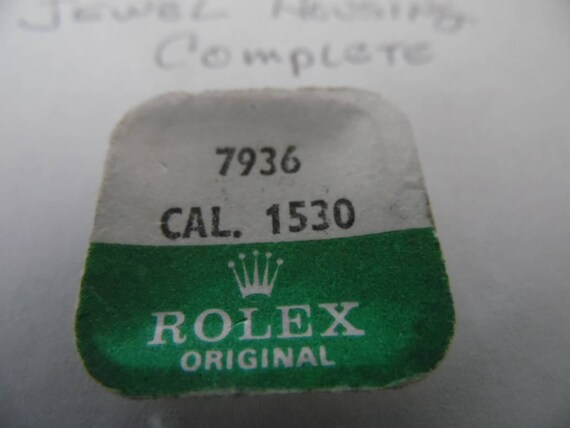 JEWEL HOUSING
COMPLETE
7936
CAL. 1530
ROLEX
ORIGINAL